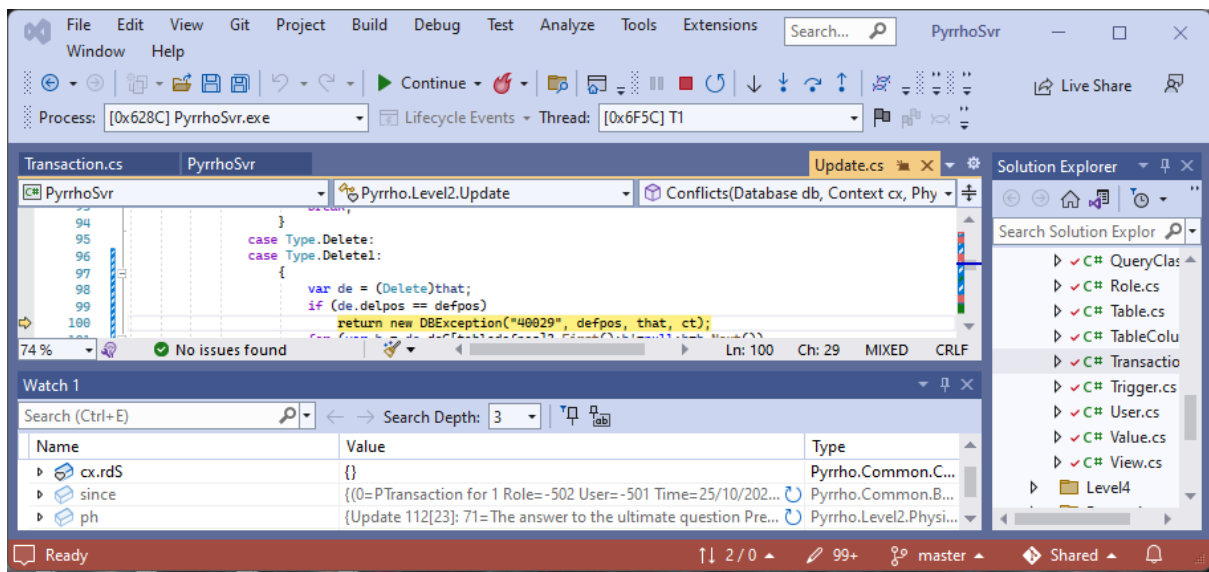 File Edit View Git Project Build Debug Test Analyze Tools Extensions Search... PyrrhoSvr
Window Help
Continue Live Share
Process: [0x628C] PyrrhoSvr.exe Lifecycle Events Thread: [0x6F5C] T1
Transaction.cs PyrrhoSvr Update.cs
PyrrhoSvr Pyrrho.Level2.Update Conflicts(Database db, Context cx, Phy
94 }
95 case Type.Delete:
96 case Type.Delete1:
97 {
98 var de = (Delete)that;
99 if (de.delpos == defpos)
100 return new DBException("40029", defpos, that, ct);
74 % No issues found Ln: 100 Ch: 29 MIXED CRLF
Watch 1
Search (Ctrl+E) Search Depth: 3
Name Value Type
cx.rdS {} Pyrrho.Common.C...
since {(0=PTransaction for 1 Role=-502 User=-501 Time=25/10/202... Pyrrho.Common.B...
ph {Update 112[23]: 71=The answer to the ultimate question Pre... Pyrrho.Level2.Physi...
Solution Explorer
Search Solution Explor
C# QueryClas
C# Role.cs
C# Table.cs
C# TableColu
C# Transactio
C# Trigger.cs
C# User.cs
C# Value.cs
C# View.cs
Level4
Ready 2 / 0 99+ master Shared